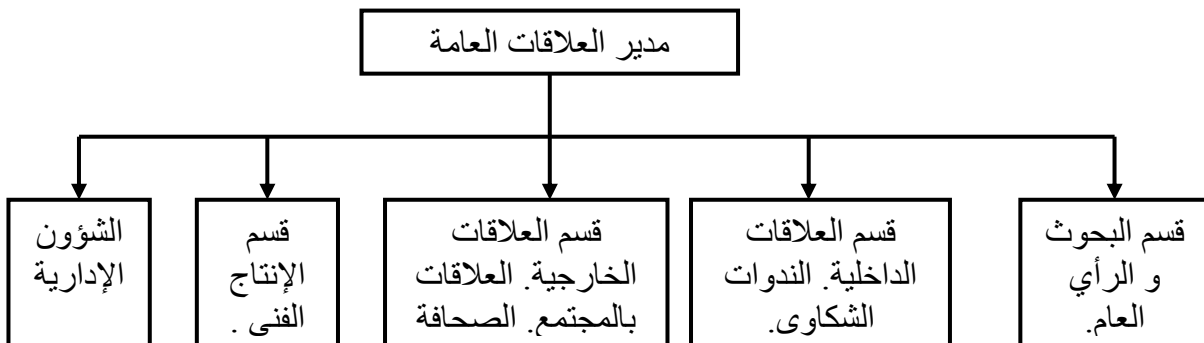 مدير العلاقات العامة
قسم البحوث
و الرأي
العام.
قسم العلاقات
الداخلية. الندوات
الشكاوى.
قسم العلاقات
الخارجية. العلاقات
بالمجتمع. الصحافة
قسم
الإنتاج
الفني .
الشؤون
الإدارية